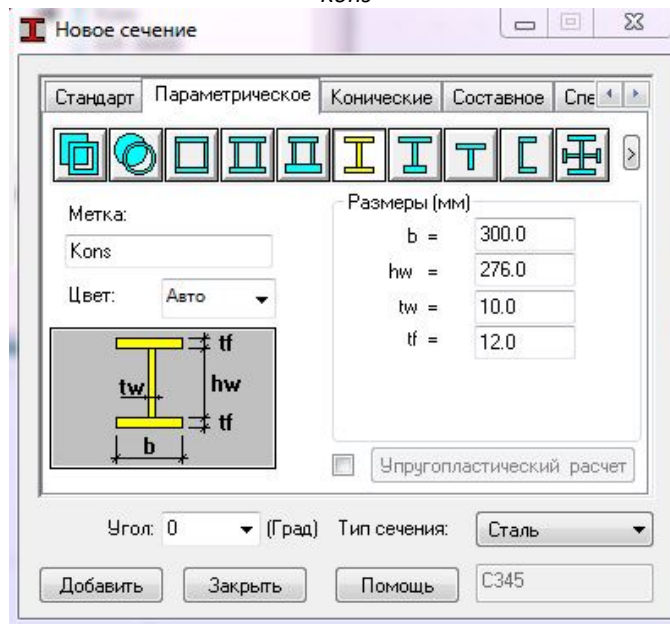 Kons
Новое сечение
Стандарт Параметрическое Конические Составное Спе
Метка:
Kons
Цвет: Авто
Размеры (мм)
b = 300.0
hw = 276.0
tw = 10.0
tf = 12.0
tf
tw hw
tf
b
Упругопластический расчет
Угол: 0 (Град) Тип сечения: Сталь
Добавить Закрыть Помощь С345